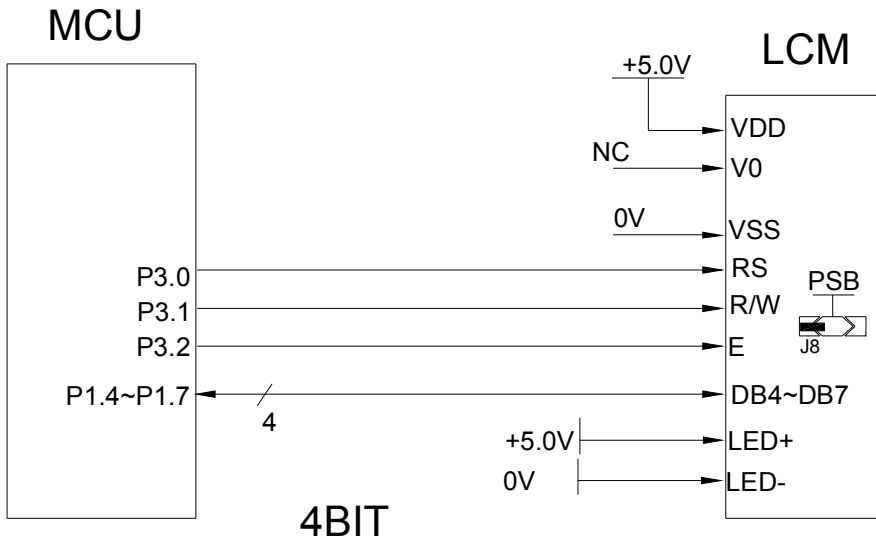 MCU
LCM
+5.0V
VDD
NC
V0
0V
VSS
P3.0
RS
PSB
P3.1
R/W
P3.2
E
J8
P1.4~P1.7
4
DB4~DB7
+5.0V
LED+
0V
LED-
4BIT